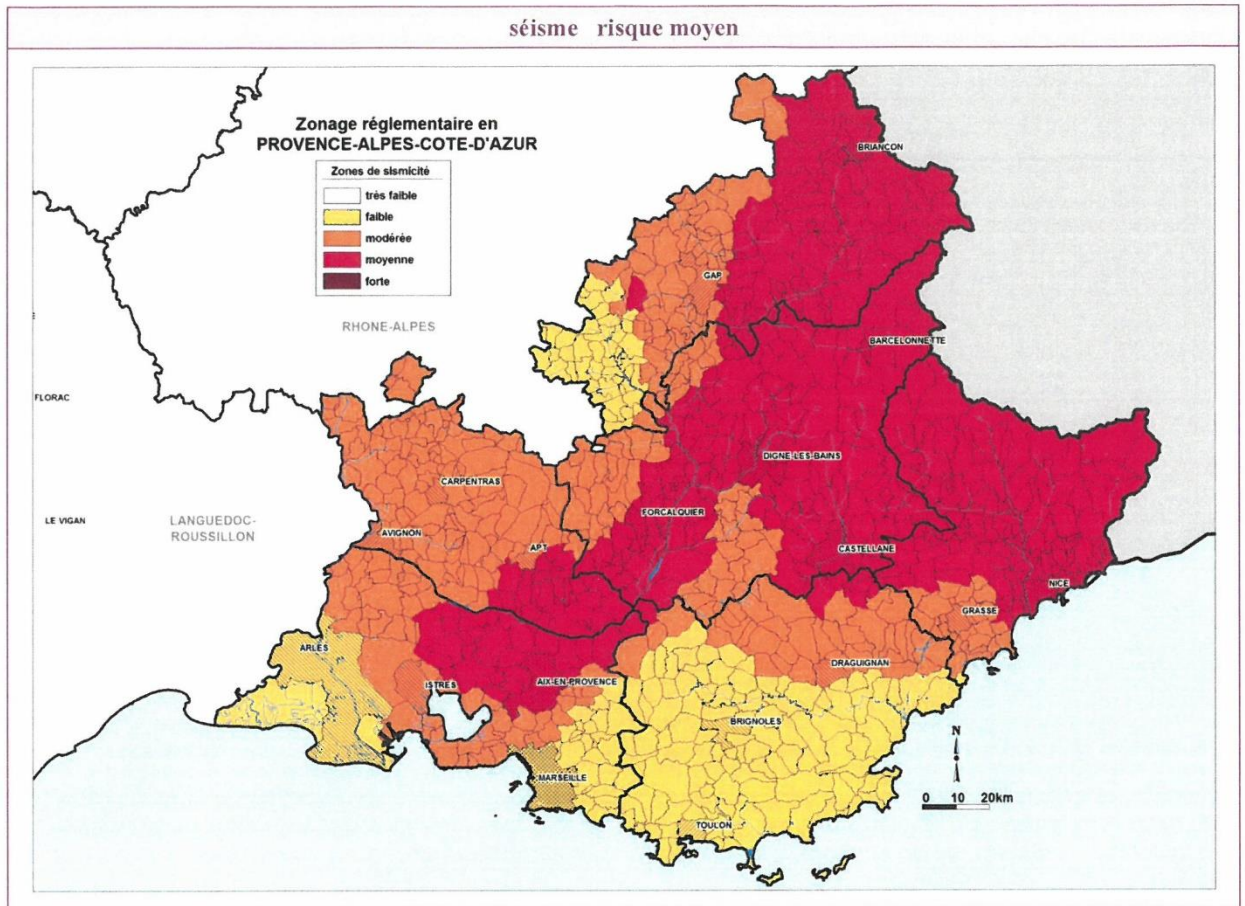 séisme risque moyen
Zonage réglementaire en
PROVENCE-ALPES-COTE-D'AZUR
Zones de sismicité
très faible
faible
modérée
moyenne
forte
BRIANÇON
GAP
RHONE-ALPES
BARCELONNETTE
FLORAC
DIGNE-LES-BAINS
CARPENTRAS
FORCALQUIER
LE VIGAN
LANGUEDOC-
ROUSSILLON
AVIGNON
APT
CASTELLANE
NICE
GRASSE
ARLES
DRAGUIGNAN
ISTRES
AIX-EN-PROVENCE
BRIGNOLES
N
MARSEILLE
0 10 20km
TOULON